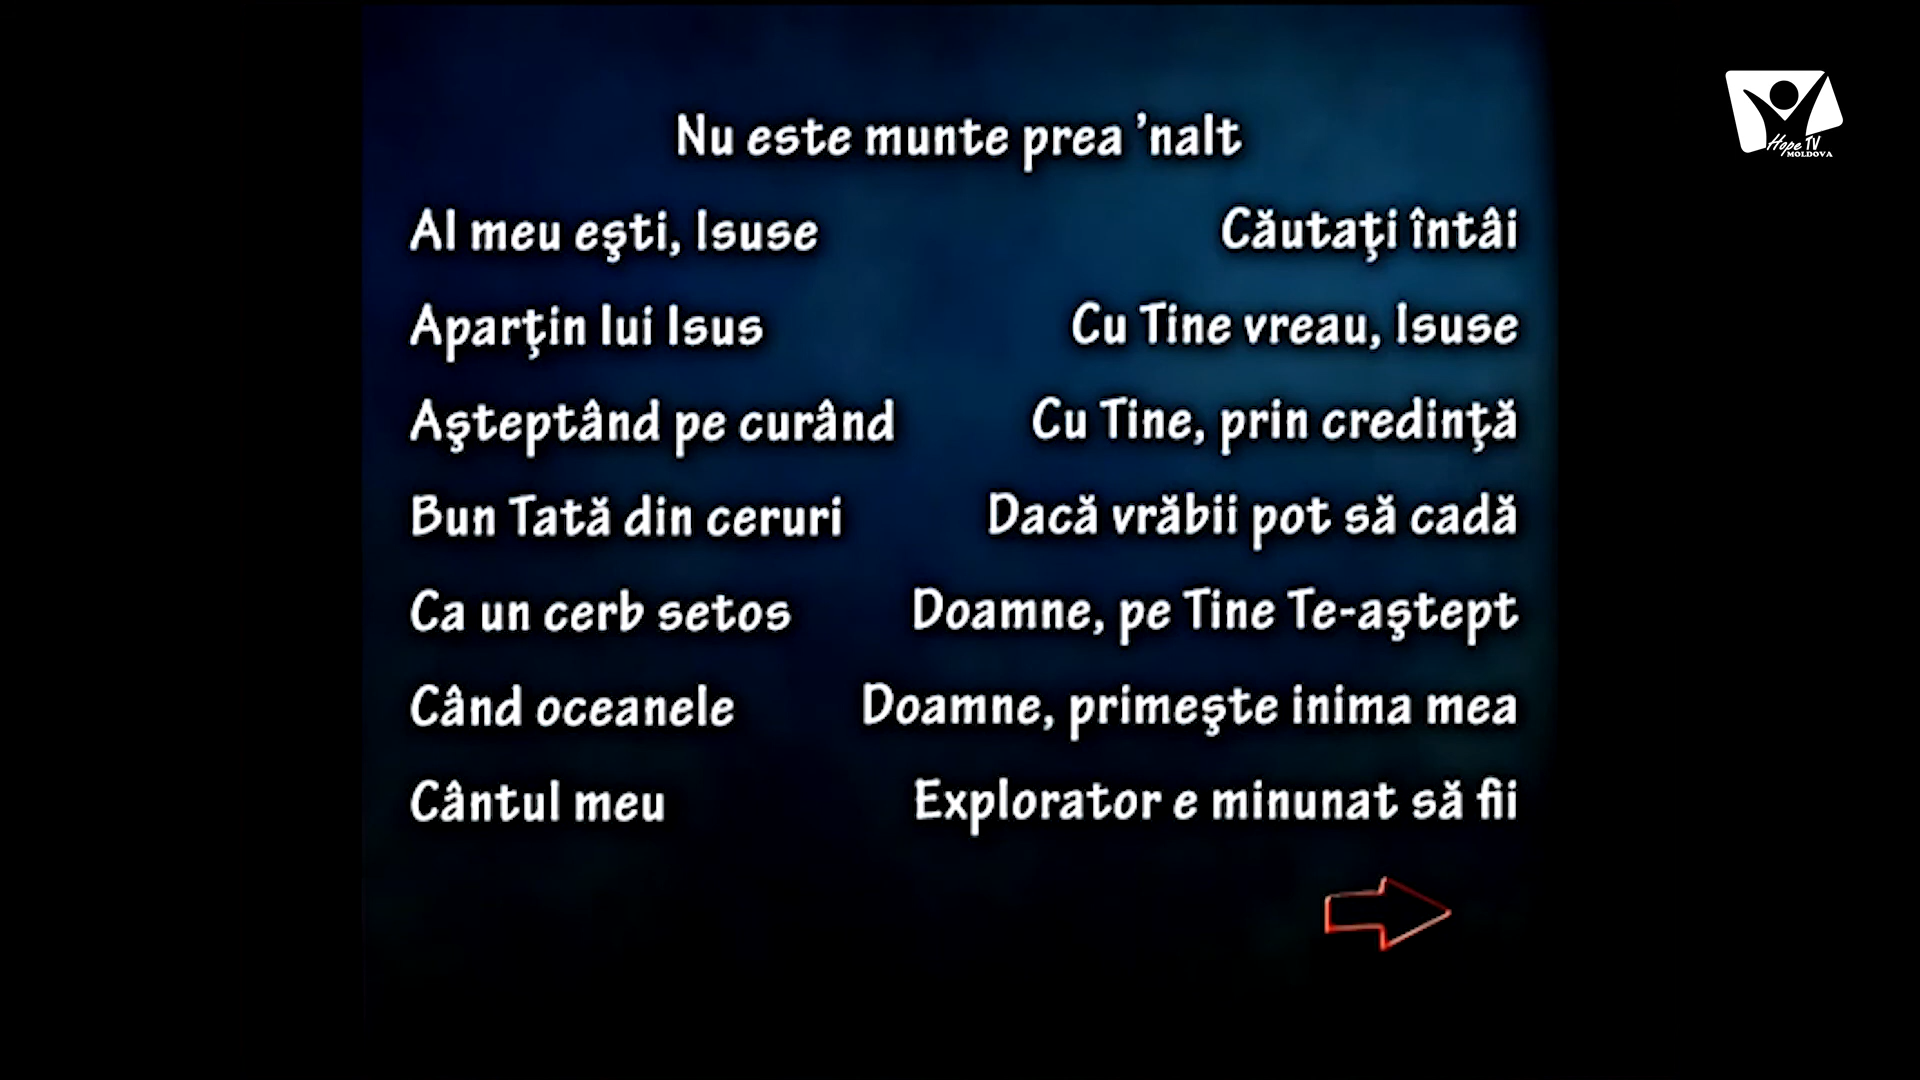 Nu este munte prea ’nalt
Al meu eşti, Isuse
Aparţin lui Isus
Aşteptând pe curând
Bun Tată din ceruri
Ca un cerb setos
Când oceanele
Cântul meu
Căutaţi întâi
Cu Tine vreau, Isuse
Cu Tine, prin credinţă
Dacă vrăbii pot să cadă
Doamne, pe Tine Te-aştept
Doamne, primeşte inima mea
Explorator e minunat să fii
Hope TV
MOLDOVA